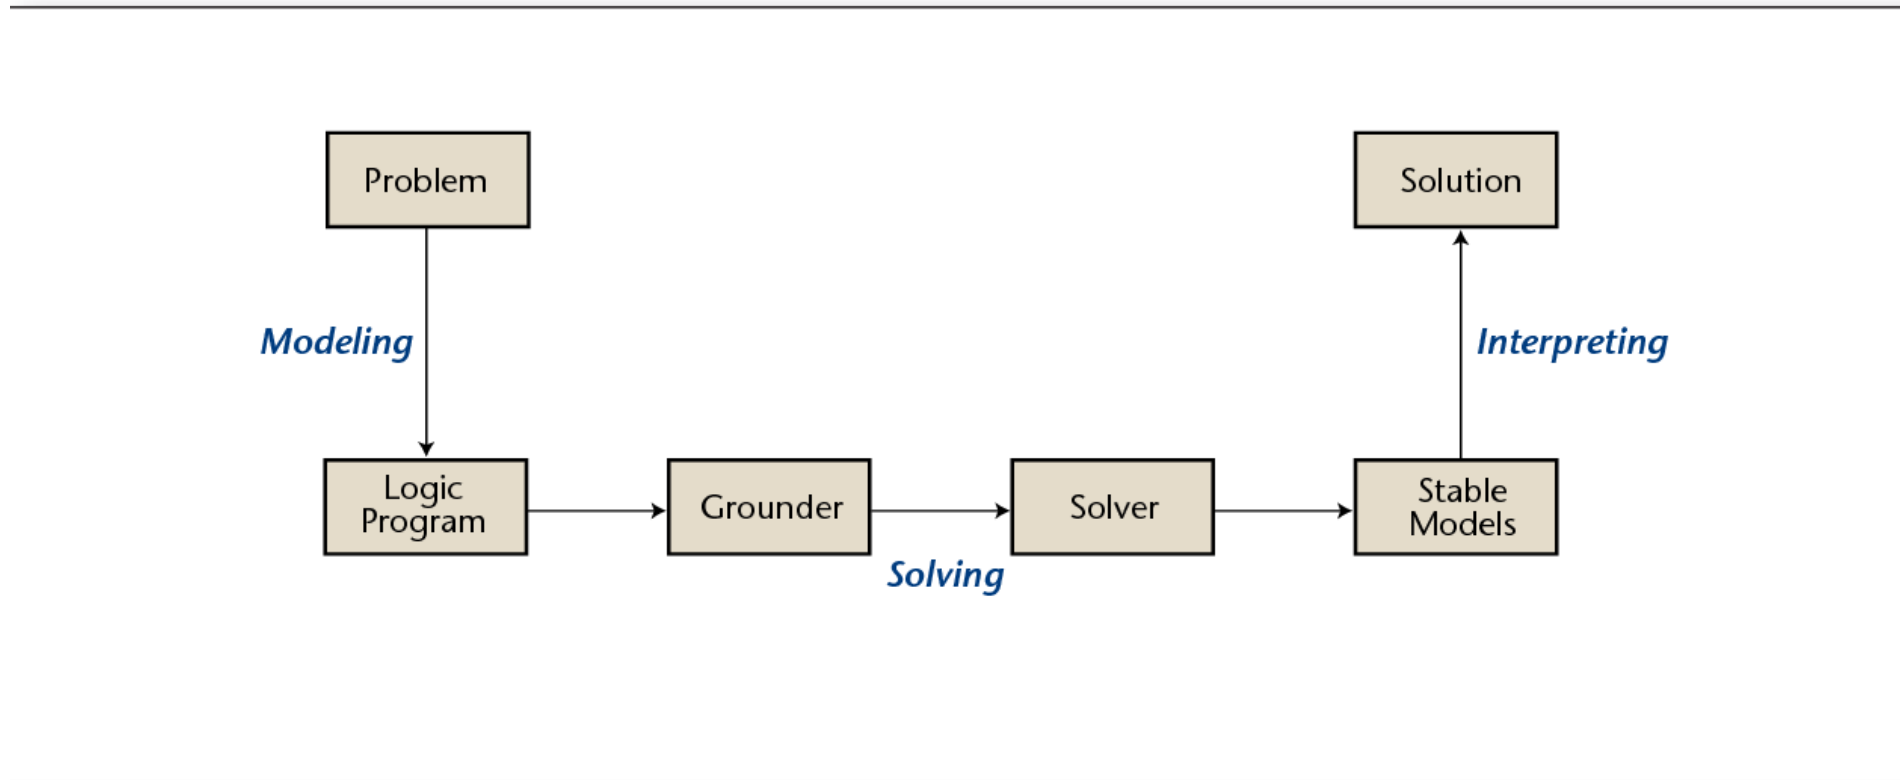 Problem
Solution
Modeling
Interpreting
Logic
Program
Grounder
Solver
Stable
Models
Solving